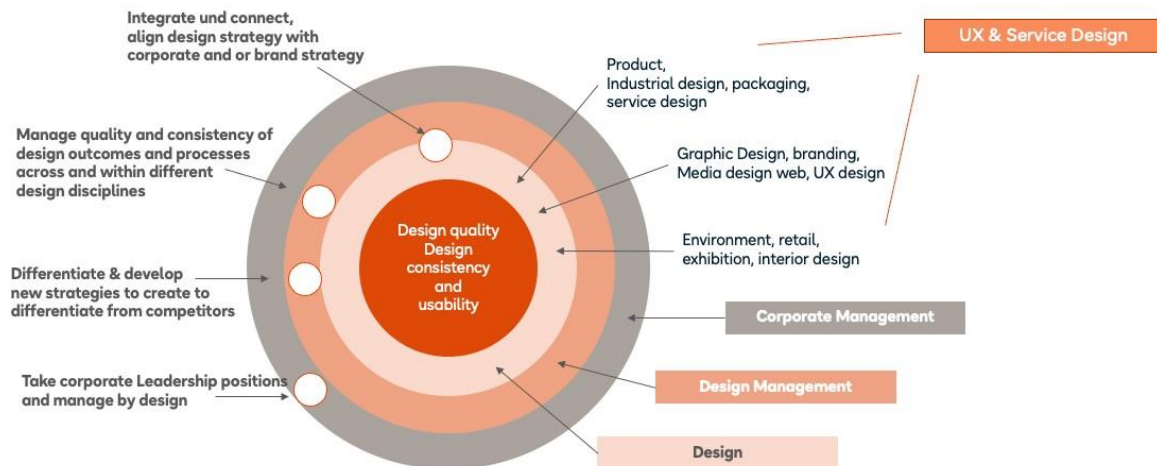 Integrate und connect,
align design strategy with
corporate and or brand strategy
UX & Service Design
Product,
Industrial design, packaging,
service design
Manage quality and consistency of
design outcomes and processes
across and within different
design disciplines
Graphic Design, branding,
Media design web, UX design
Design quality
Design
consistency
and
usability
Environment, retail,
exhibition, interior design
Differentiate & develop
new strategies to create to
differentiate from competitors
Corporate Management
Take corporate Leadership positions
and manage by design
Design Management
Design